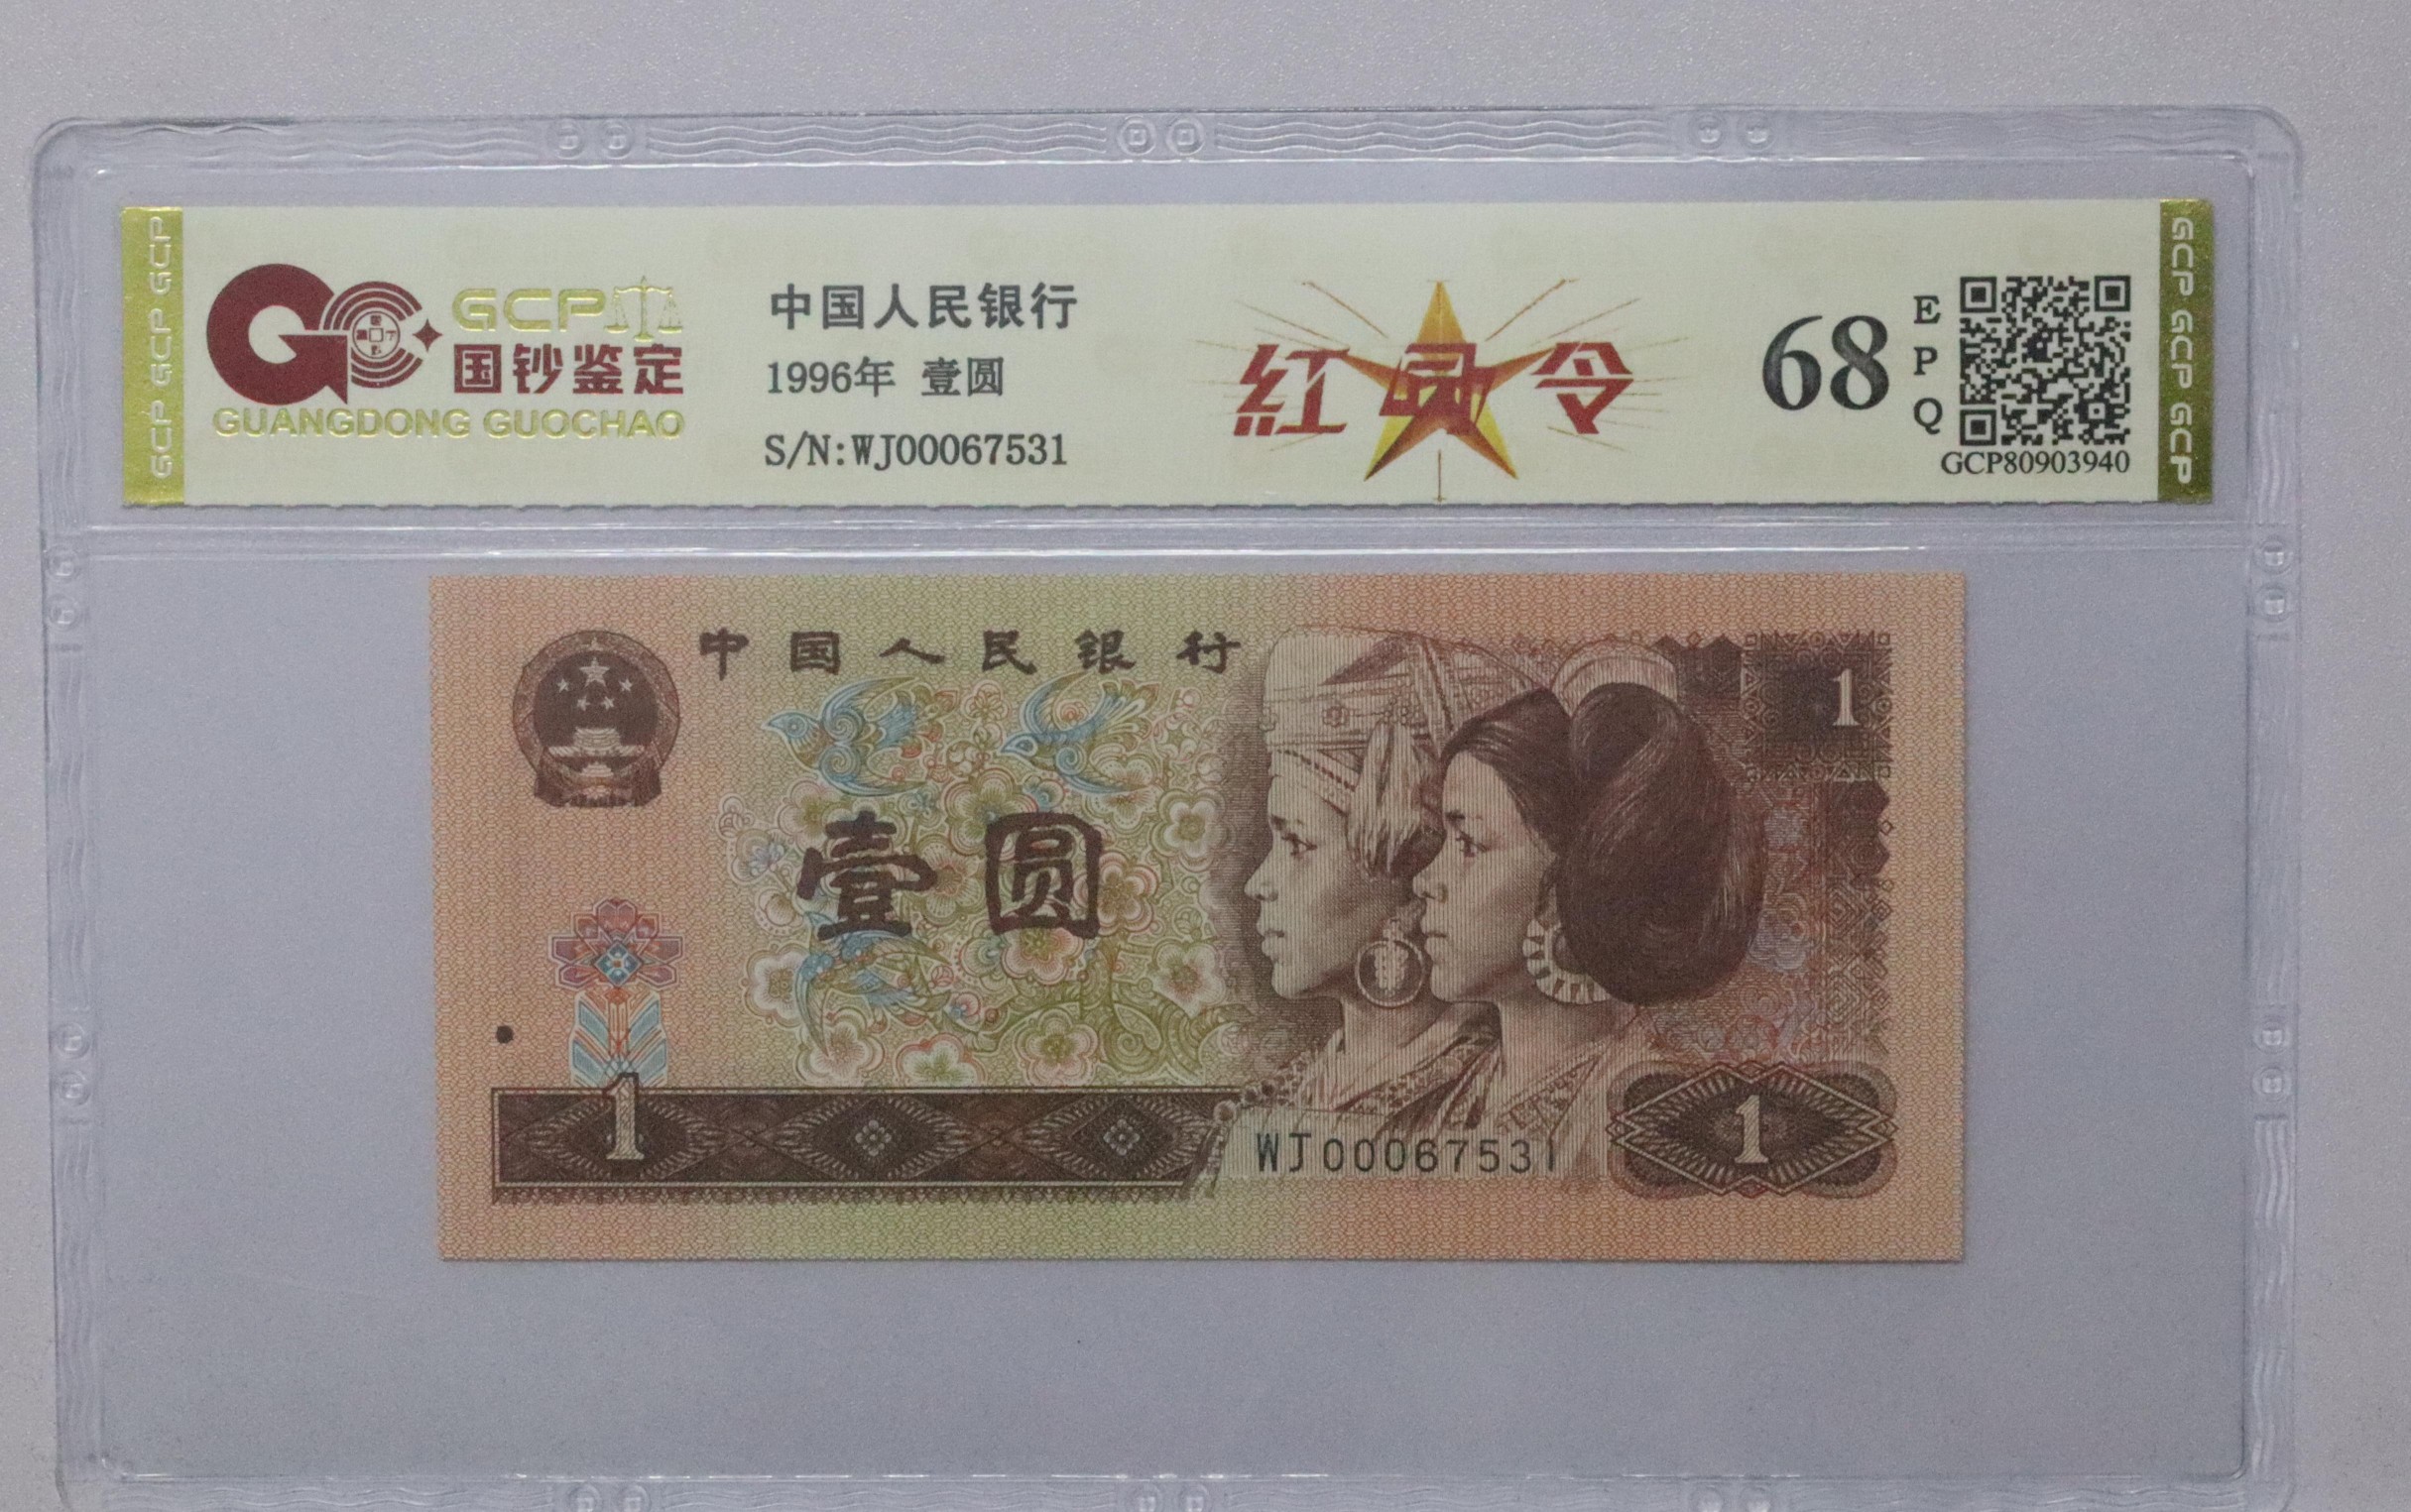 GCP GCP GCP
GCP
国钞鉴定
GUANGDONG GUOCHAO
中国人民银行
1996年 壹圆
S/N:WJ00067531
紅 令
68
E
P
Q
GCP80903940
GCP GCP GCP
中国人民银行
1
壹圆
1
WJ00067531
1